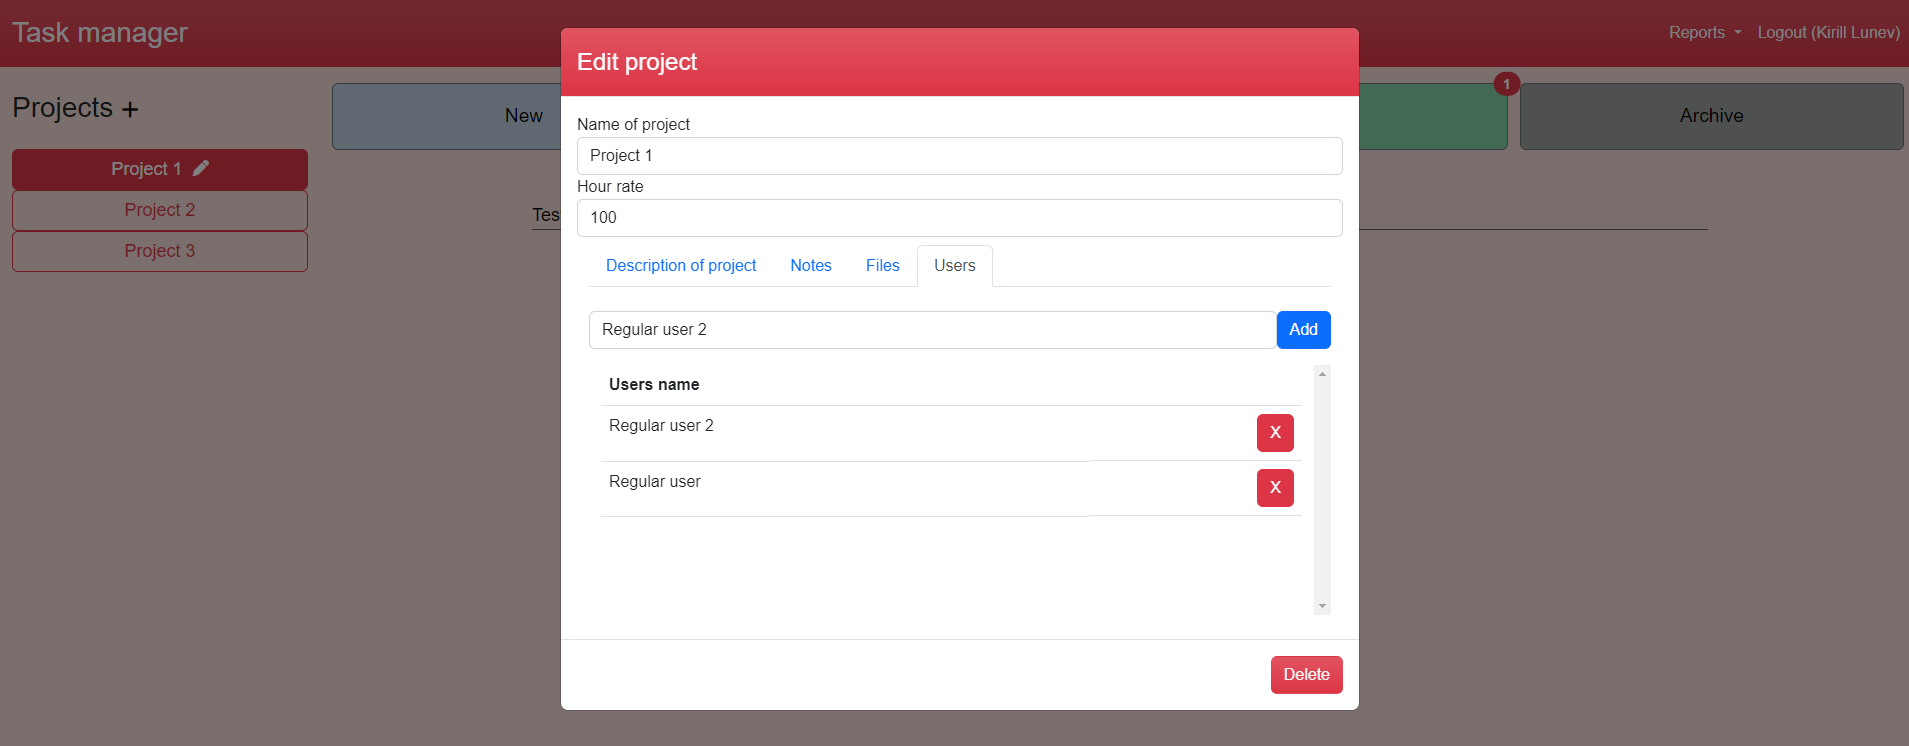 Task manager
Reports
Logout (Kirill Lunev)
Projects +
Project 1
Project 2
Project 3
New
1
Archive
Edit project
Name of project
Project 1
Hour rate
100
Description of project
Notes
Files
Users
Regular user 2
Add
Users name
Regular user 2
X
Regular user
X
Delete